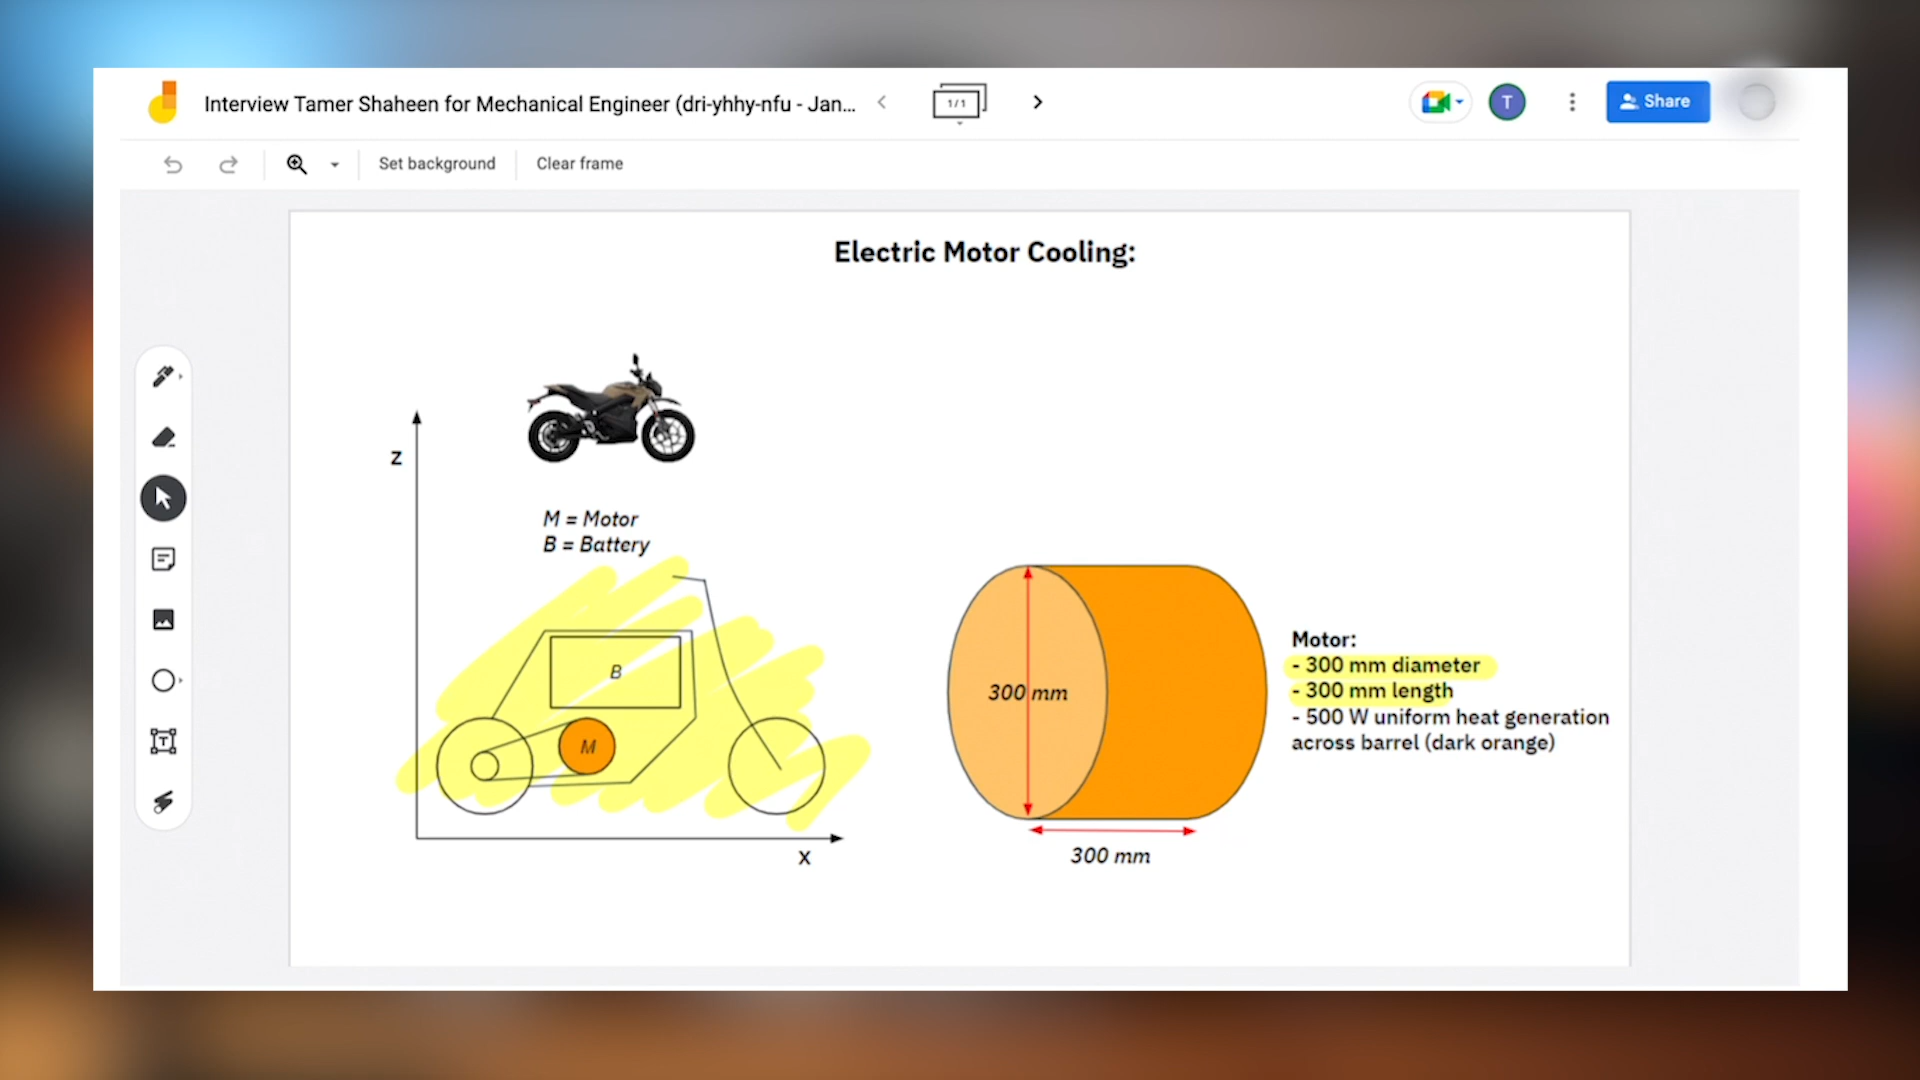 Interview Tamer Shaheen for Mechanical Engineer (dri-yhhy-nfu - Jan...
1/1
T
Share
Set background
Clear frame
Electric Motor Cooling:
Z
M = Motor
B = Battery
B
M
X
300 mm
300 mm
Motor:
- 300 mm diameter
- 300 mm length
- 500 W uniform heat generation
across barrel (dark orange)